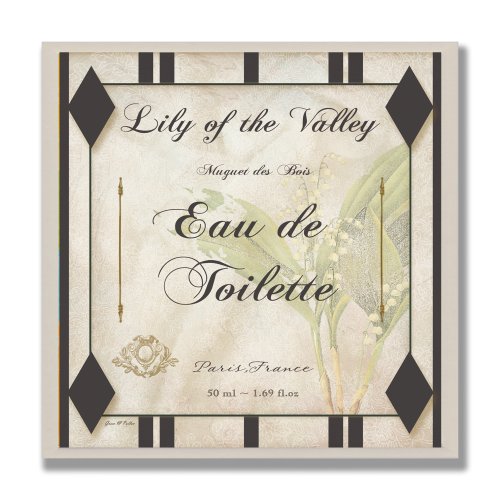 Lily of the Valley
Muguet des Bois
Eau de
Toilette
Paris, France
50 ml ~ 1.69 fl.oz